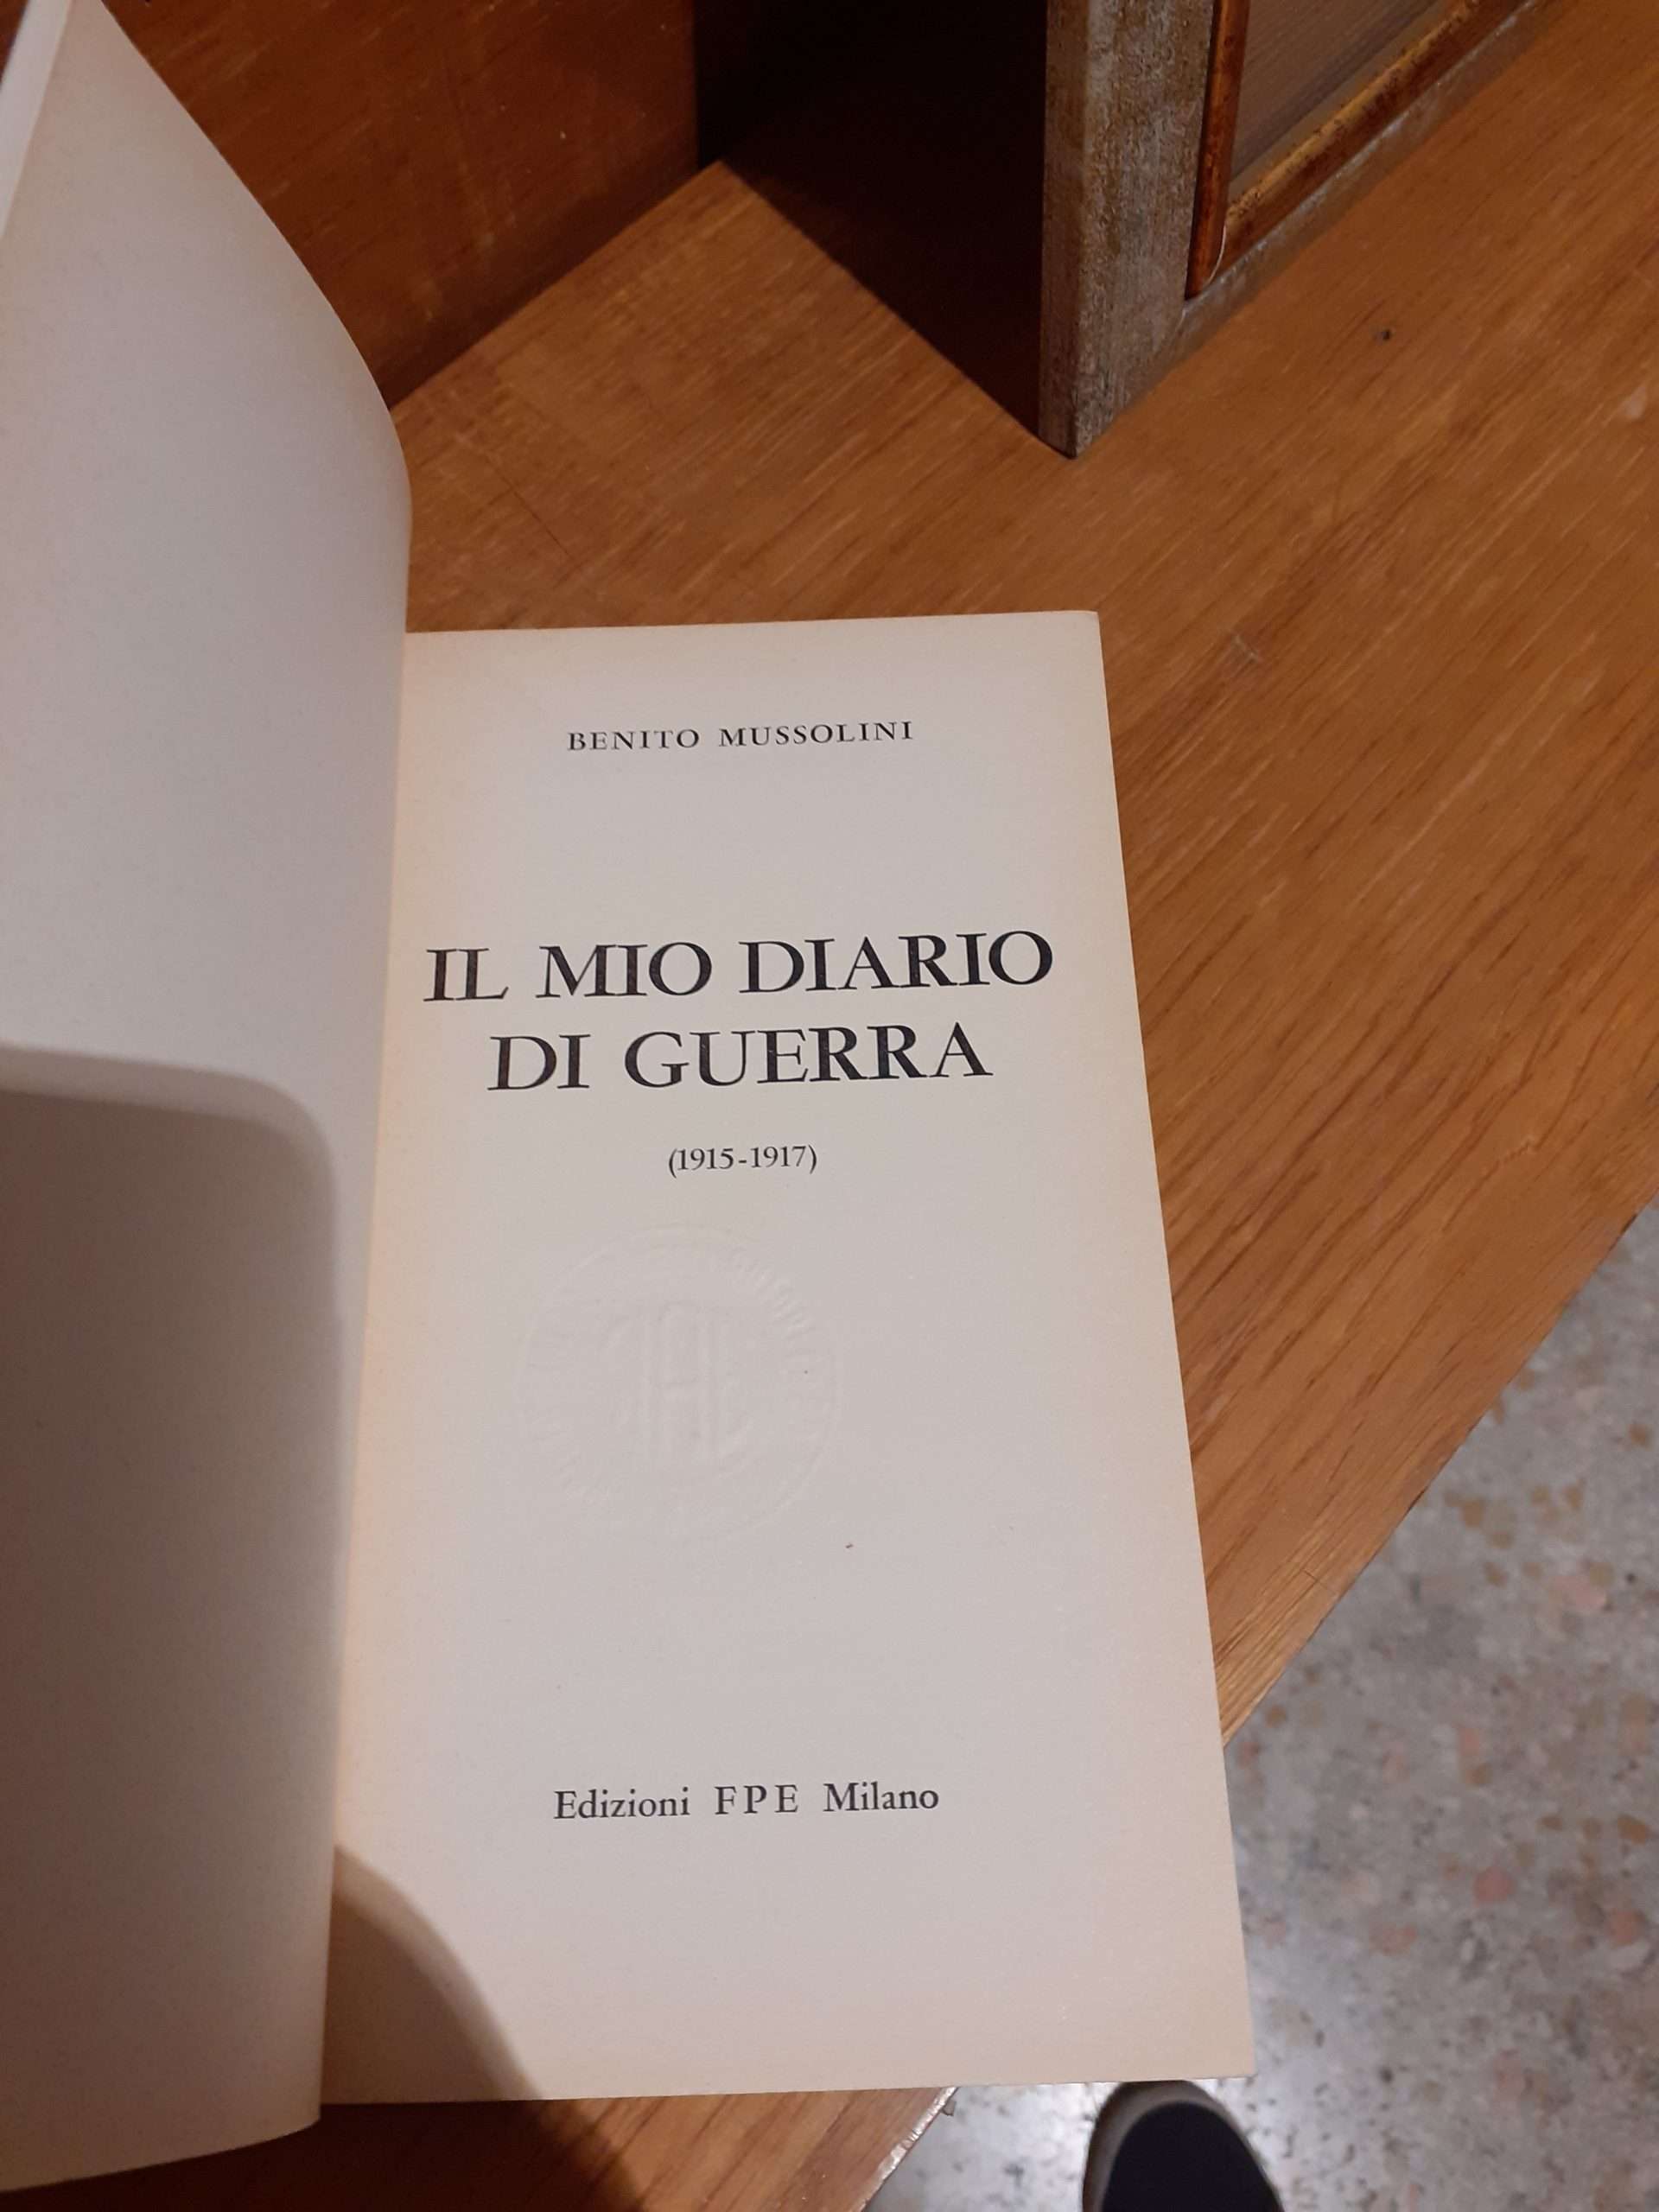 BENITO MUSSOLINI
IL MIO DIARIO
DI GUERRA
(1915-1917)
Edizioni FPE Milano